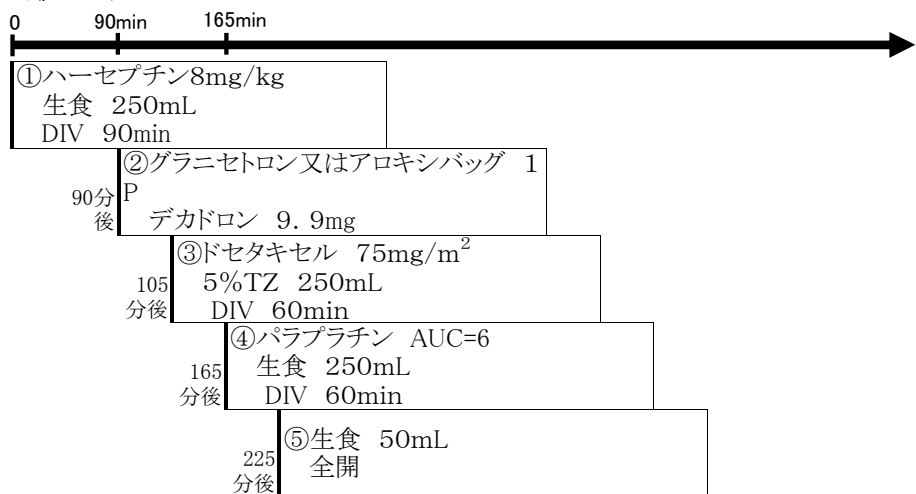 0 90min 165min
①ハーセプチン8mg/kg
生食 250mL
DIV 90min
②グラニセトロン又はアロキシバッグ 1
P
デカドロン 9.9mg
90分
後
③ドセタキセル 75mg/m²
5%TZ 250mL
DIV 60min
105
分後
④パラプラチン AUC=6
生食 250mL
DIV 60min
165
分後
⑤生食 50mL
全開
225
分後